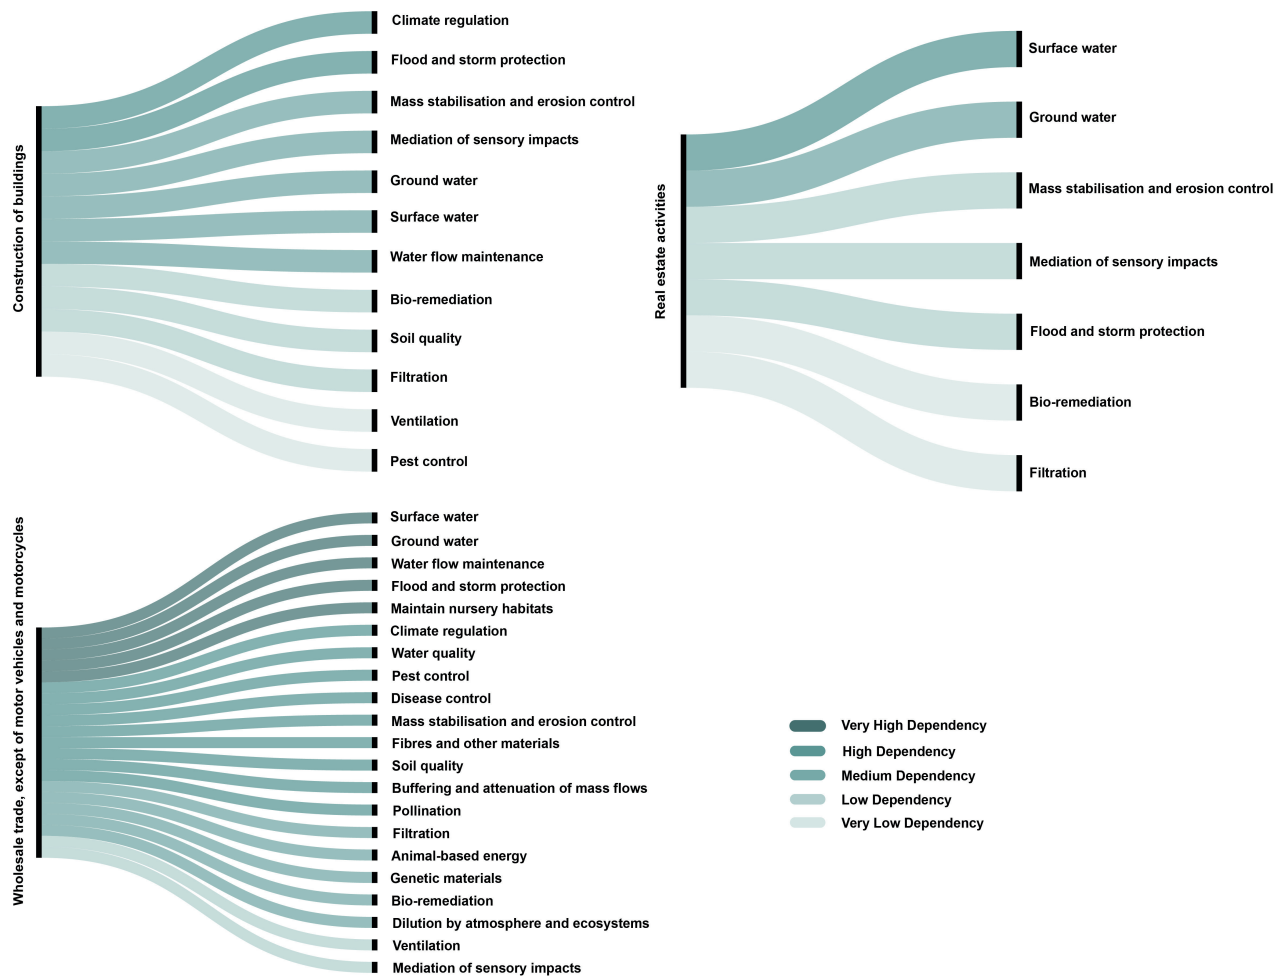 Construction of buildings
Climate regulation
Flood and storm protection
Mass stabilisation and erosion control
Mediation of sensory impacts
Ground water
Surface water
Water flow maintenance
Bio-remediation
Soil quality
Filtration
Ventilation
Pest control
Real estate activities
Surface water
Ground water
Mass stabilisation and erosion control
Mediation of sensory impacts
Flood and storm protection
Bio-remediation
Filtration
Wholesale trade, except of motor vehicles and motorcycles
Surface water
Ground water
Water flow maintenance
Flood and storm protection
Maintain nursery habitats
Climate regulation
Water quality
Pest control
Disease control
Mass stabilisation and erosion control
Fibres and other materials
Soil quality
Buffering and attenuation of mass flows
Pollination
Filtration
Animal-based energy
Genetic materials
Bio-remediation
Dilution by atmosphere and ecosystems
Ventilation
Mediation of sensory impacts
Very High Dependency
High Dependency
Medium Dependency
Low Dependency
Very Low Dependency